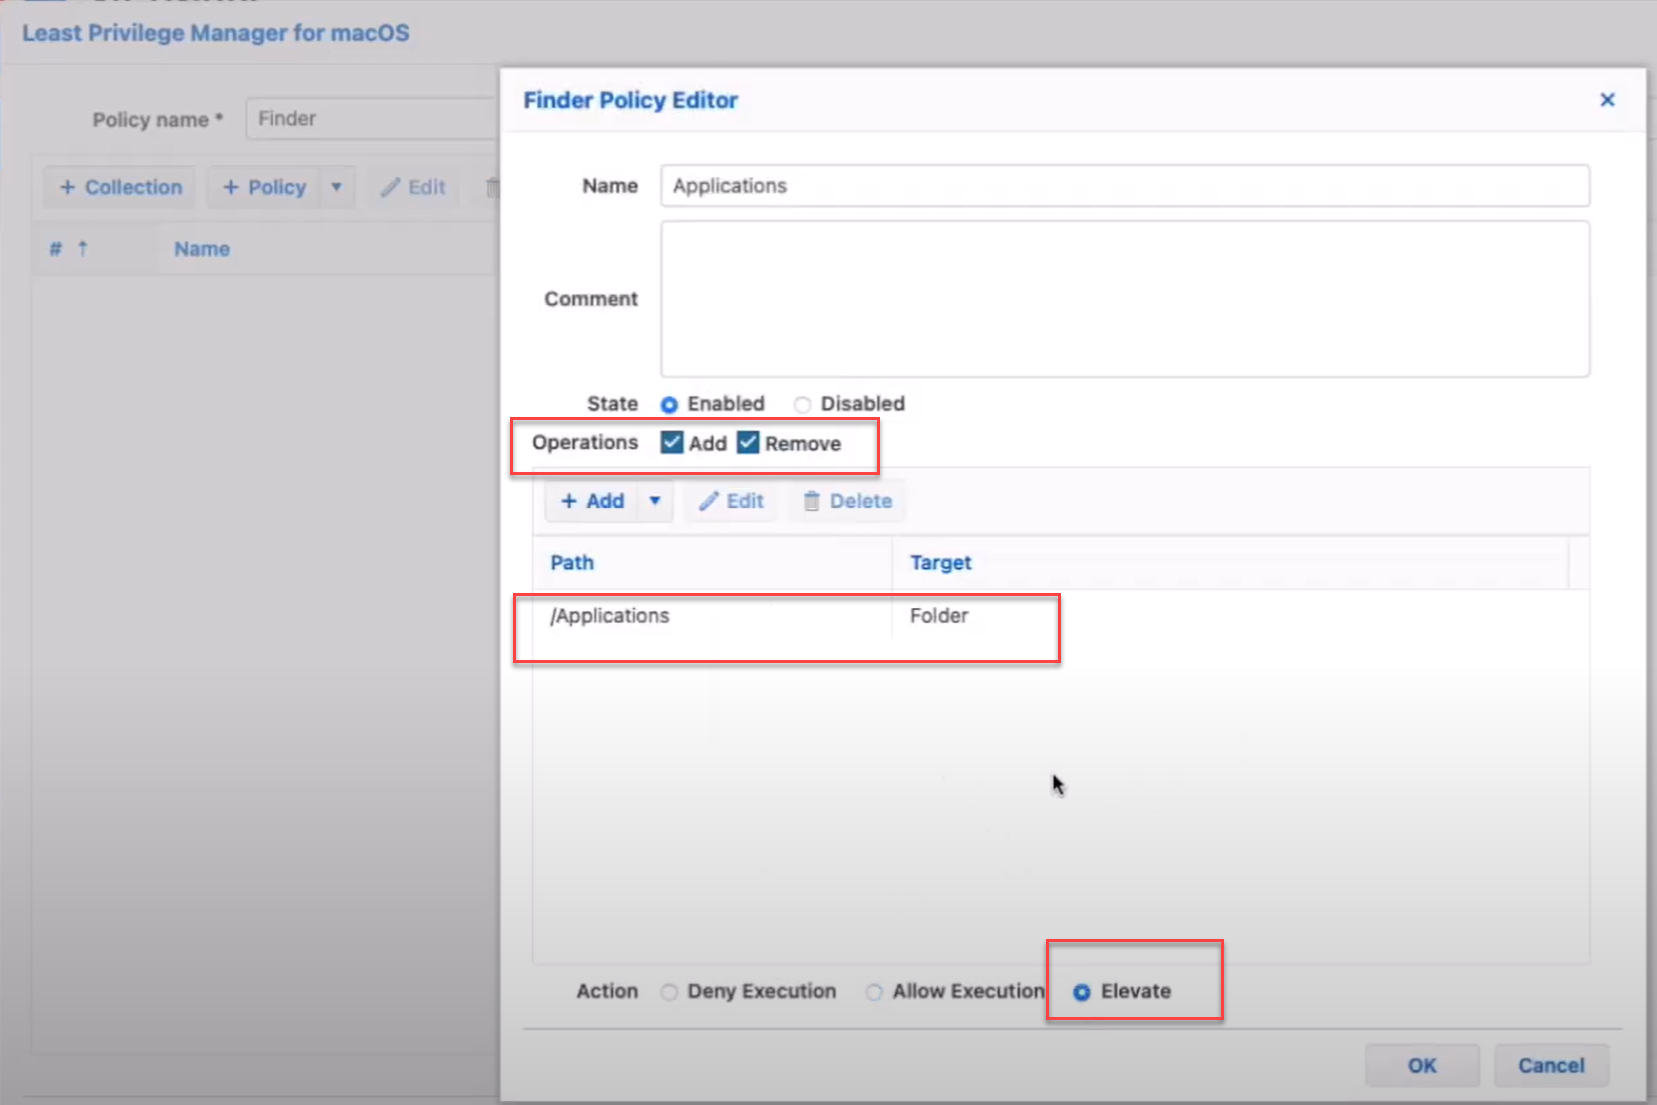 Least Privilege Manager for macOS
Policy name * Finder
+ Collection + Policy Edit
# ↑ Name
Finder Policy Editor
Name Applications
Comment
State Enabled Disabled
Operations Add Remove
+ Add Edit Delete
Path Target
/Applications Folder
Action Deny Execution Allow Execution Elevate
OK Cancel